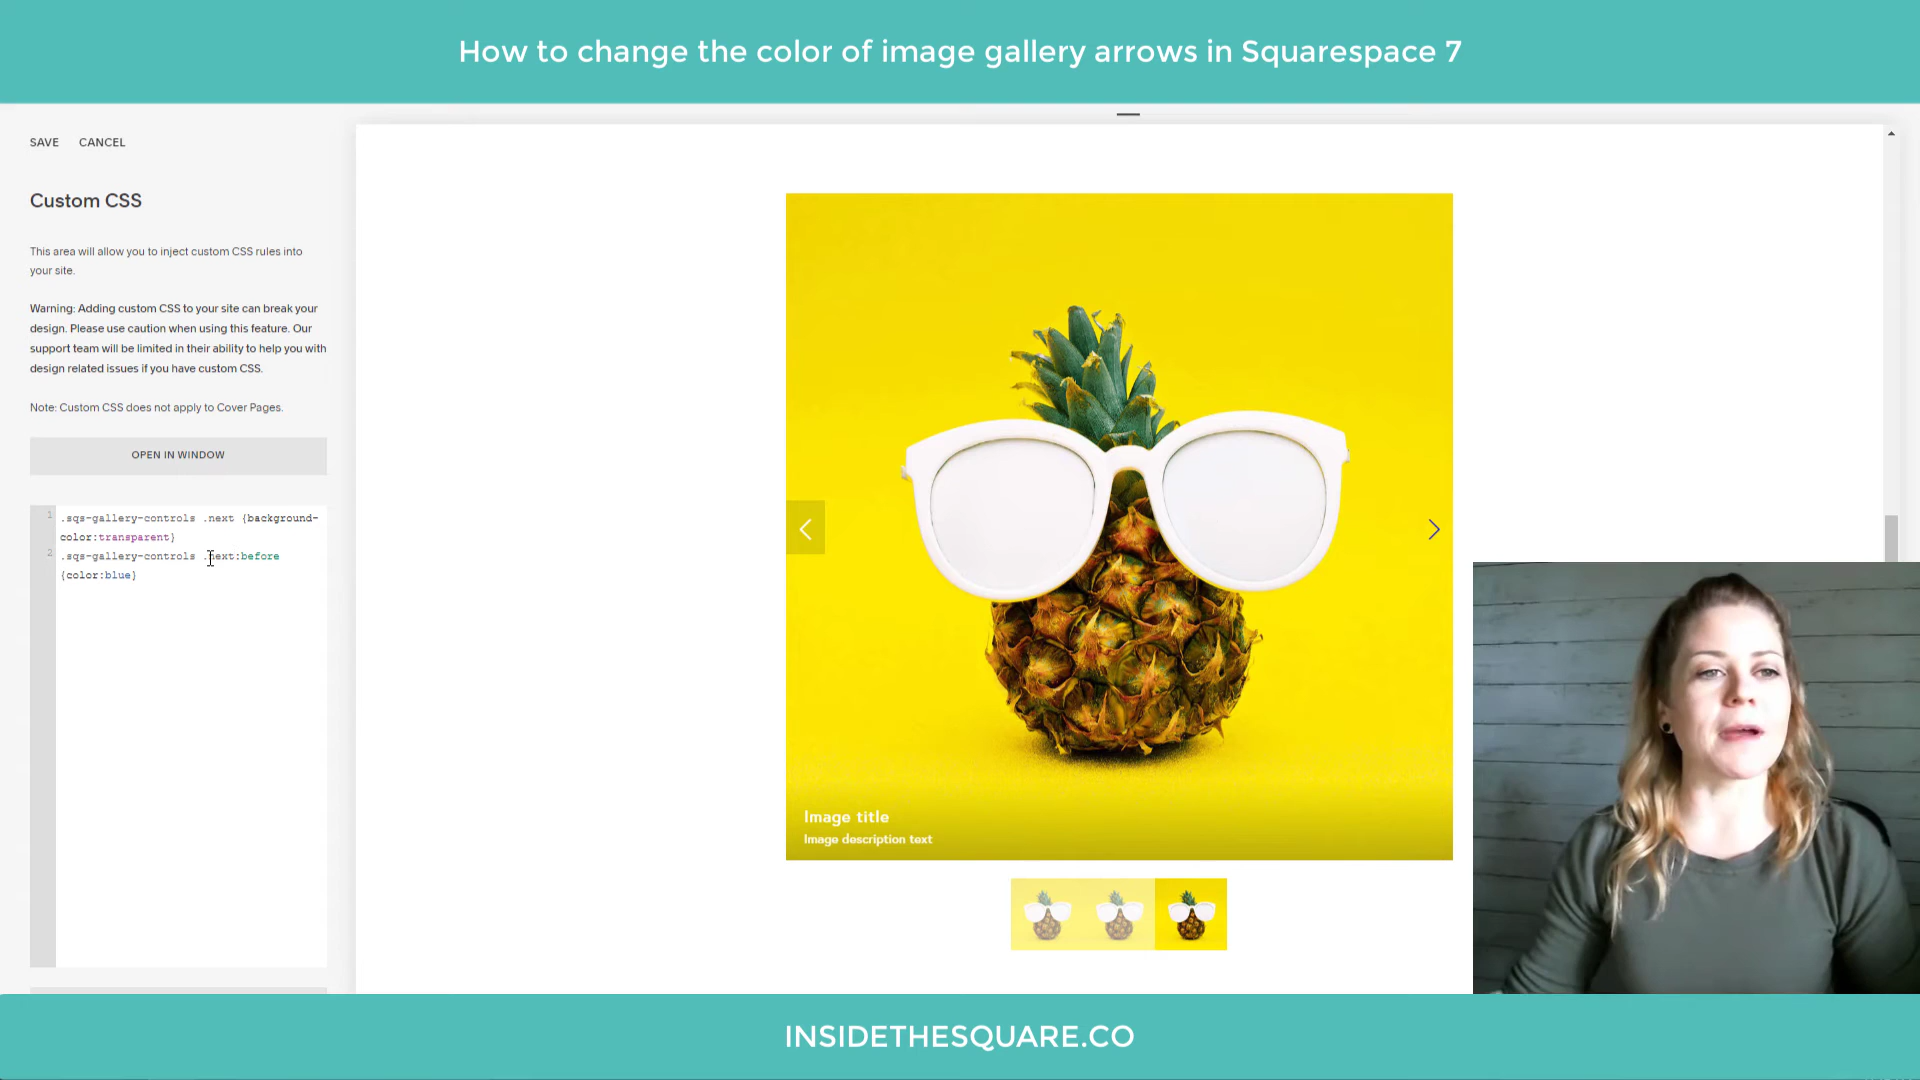 How to change the color of image gallery arrows in Squarespace 7
SAVE CANCEL
Custom CSS
This area will allow you to inject custom CSS rules into
your site.
Warning: Adding custom CSS to your site can break your
design. Please use caution when using this feature. Our
support team will be limited in their ability to help you with
design related issues if you have custom CSS.
Note: Custom CSS does not apply to Cover Pages.
OPEN IN WINDOW
1 .sqs-gallery-controls .next {background-
color:transparent}
2 .sqs-gallery-controls .next:before
{color:blue}
Image title
Image description text
INSIDETHESQUARE.CO